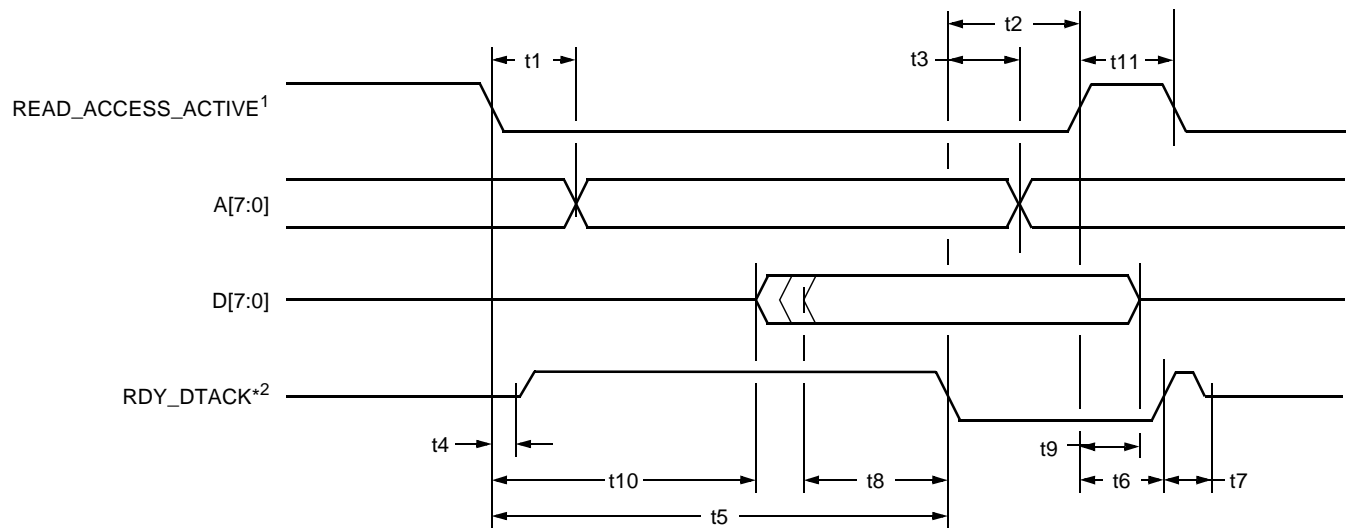 t2
t1
t3
t11
READ_ACCESS_ACTIVE1
A[7:0]
D[7:0]
RDY_DTACK*2
t4
t9
t10
t8
t6
t7
t5